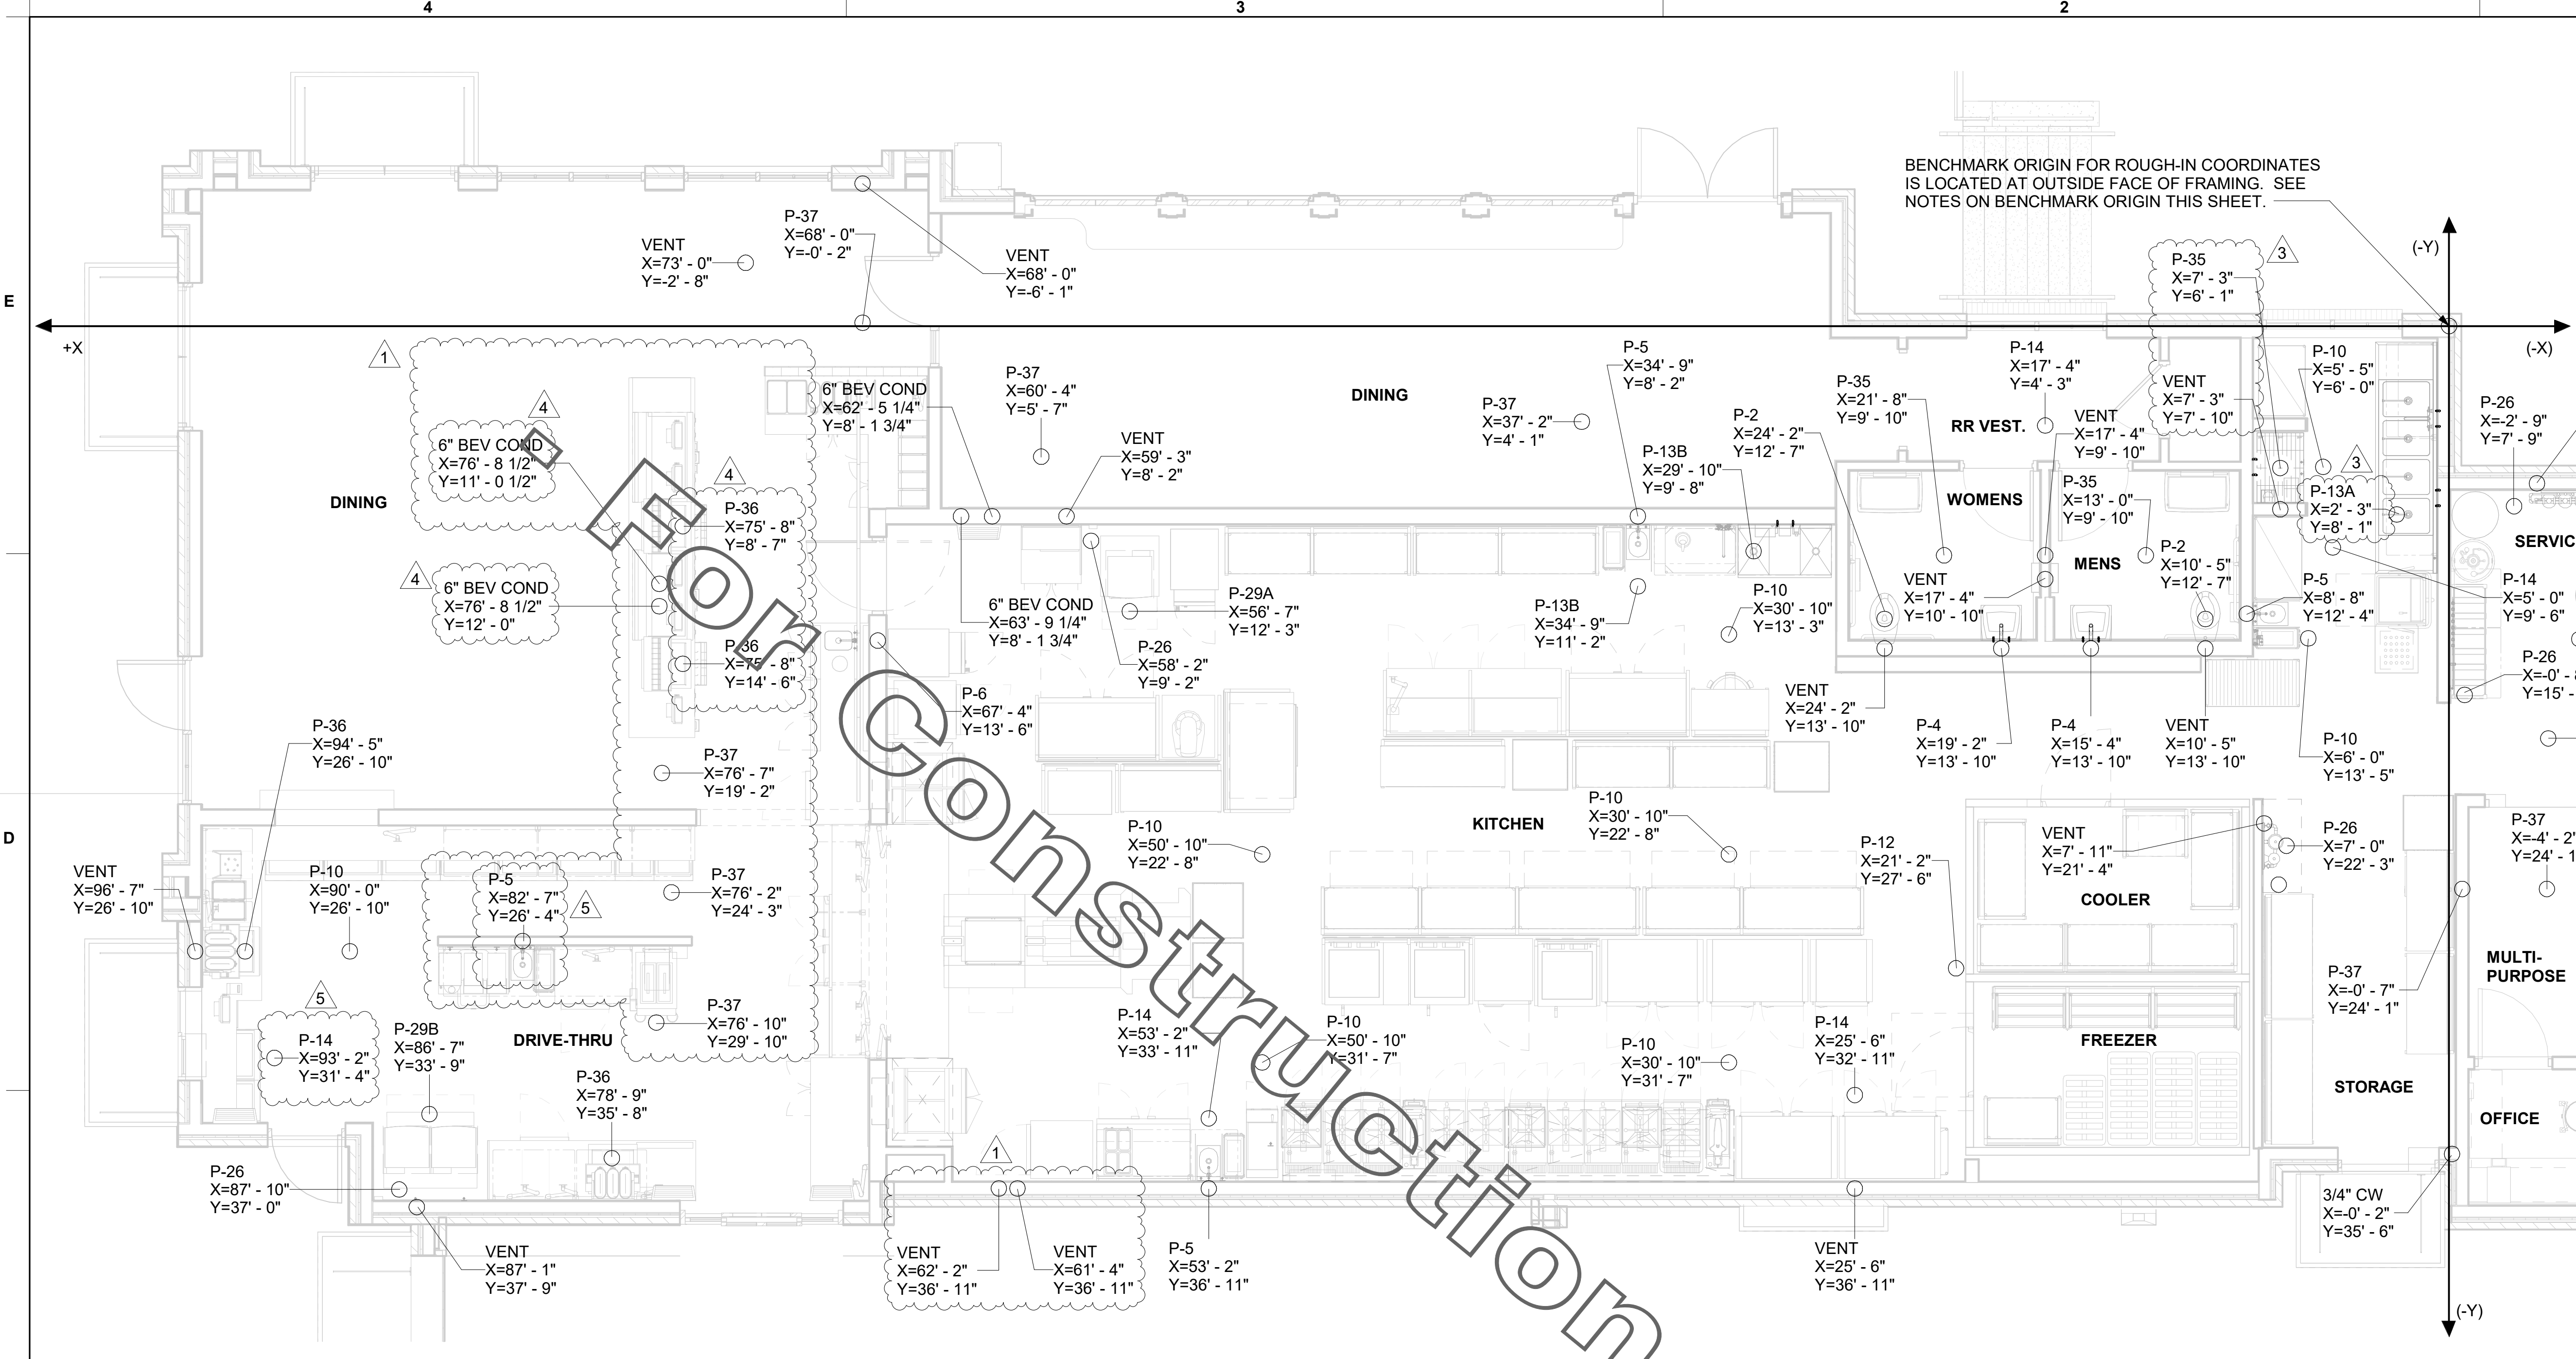 4
3
2
E
D
BENCHMARK ORIGIN FOR ROUGH-IN COORDINATES
IS LOCATED AT OUTSIDE FACE OF FRAMING. SEE
NOTES ON BENCHMARK ORIGIN THIS SHEET.
(-Y)
+X
(-X)
(-Y)
P-37
X=68' - 0"
Y=-0' - 2"
VENT
X=73' - 0"
Y=-2' - 8"
VENT
X=68' - 0"
Y=-6' - 1"
P-35
X=7' - 3"
Y=6' - 1"
3
1
4
6" BEV COND
X=76' - 8 1/2"
Y=11' - 0 1/2"
DINING
6" BEV COND
X=62' - 5 1/4"
Y=8' - 1 3/4"
P-37
X=60' - 4"
Y=5' - 7"
VENT
X=59' - 3"
Y=8' - 2"
DINING
P-37
X=37' - 2"
Y=4' - 1"
P-5
X=34' - 9"
Y=8' - 2"
P-13B
X=29' - 10"
Y=9' - 8"
P-2
X=24' - 2"
Y=12' - 7"
P-35
X=21' - 8"
Y=9' - 10"
P-14
X=17' - 4"
Y=4' - 3"
RR VEST.
VENT
X=17' - 4"
Y=9' - 10"
VENT
X=7' - 3"
Y=7' - 10"
P-10
X=5' - 5"
Y=6' - 0"
P-26
X=-2' - 9"
Y=7' - 9"
3
P-13A
X=2' - 3"
Y=8' - 1"
WOMENS
P-35
X=13' - 0"
Y=9' - 10"
MENS
P-2
X=10' - 5"
Y=12' - 7"
VENT
X=17' - 4"
Y=10' - 10"
P-5
X=8' - 8"
Y=12' - 4"
P-14
X=5' - 0"
Y=9' - 6"
P-26
Y=15' -
4
P-36
X=75' - 8"
Y=8' - 7"
4
6" BEV COND
X=76' - 8 1/2"
Y=12' - 0"
P-36
X=75' - 8"
Y=14' - 6"
6" BEV COND
X=63' - 9 1/4"
Y=8' - 1 3/4"
P-29A
X=56' - 7"
Y=12' - 3"
P-26
X=58' - 2"
Y=9' - 2"
P-13B
X=34' - 9"
Y=11' - 2"
P-10
X=30' - 10"
Y=13' - 3"
P-6
X=67' - 4"
Y=13' - 6"
VENT
X=24' - 2"
Y=13' - 10"
P-4
X=19' - 2"
Y=13' - 10"
P-4
X=15' - 4"
Y=13' - 10"
VENT
X=10' - 5"
Y=13' - 10"
P-10
X=6' - 0"
Y=13' - 5"
P-36
X=94' - 5"
Y=26' - 10"
P-37
X=76' - 7"
Y=19' - 2"
P-10
X=50' - 10"
Y=22' - 8"
KITCHEN
P-10
X=30' - 10"
Y=22' - 8"
P-12
X=21' - 2"
Y=27' - 6"
VENT
X=7' - 11"
Y=21' - 4"
COOLER
P-26
X=7' - 0"
Y=22' - 3"
P-37
X=-4' - 2"
VENT
X=96' - 7"
Y=26' - 10"
P-10
X=90' - 0"
Y=26' - 10"
P-5
X=82' - 7"
Y=26' - 4"
5
P-37
X=76' - 2"
Y=24' - 3"
P-37
X=-0' - 7"
Y=24' - 1"
MULTI-
PURPOSE
5
P-14
X=93' - 2"
Y=31' - 4"
P-29B
X=86' - 7"
Y=33' - 9"
DRIVE-THRU
P-37
X=76' - 10"
Y=29' - 10"
P-36
X=78' - 9"
Y=35' - 8"
P-14
X=53' - 2"
Y=33' - 11"
P-10
X=50' - 10"
Y=31' - 7"
P-10
X=30' - 10"
Y=31' - 7"
P-14
X=25' - 6"
Y=32' - 11"
FREEZER
STORAGE
OFFICE
P-26
X=87' - 10"
Y=37' - 0"
1
VENT
X=87' - 1"
Y=37' - 9"
VENT
X=62' - 2"
Y=36' - 11"
VENT
X=61' - 4"
Y=36' - 11"
P-5
X=53' - 2"
Y=36' - 11"
VENT
X=25' - 6"
Y=36' - 11"
3/4" CW
X=-0' - 2"
Y=35' - 6"
For Construction